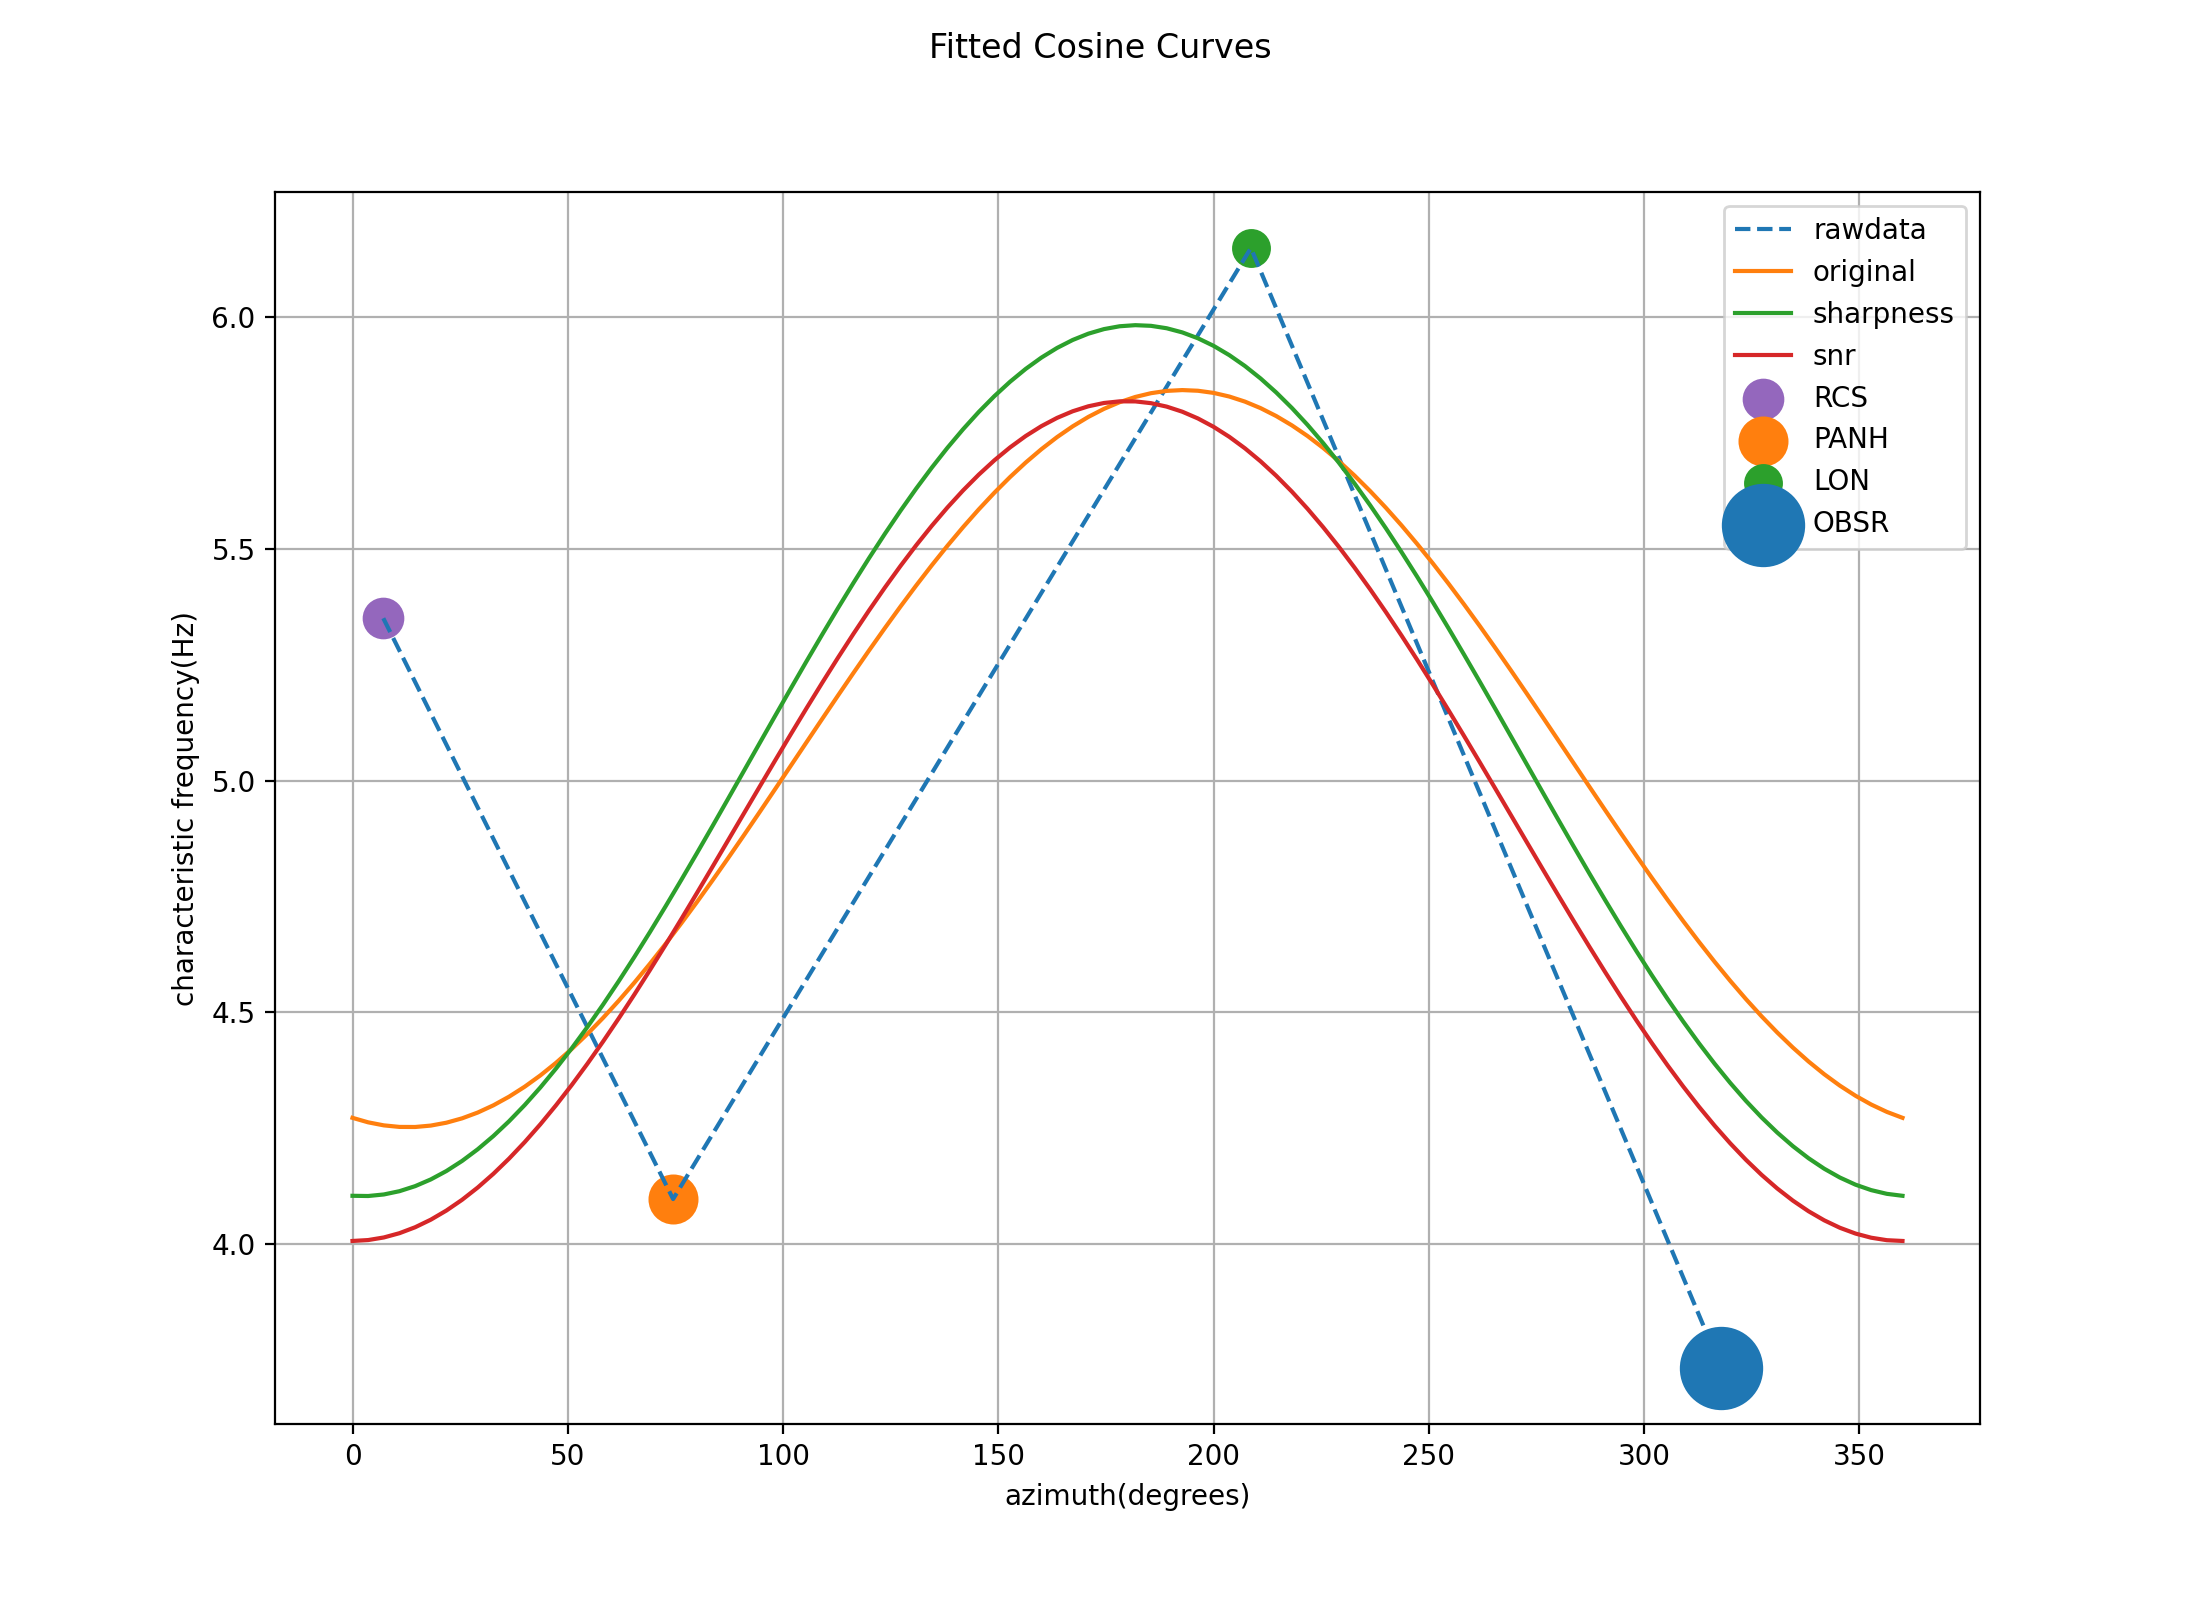 Fitted Cosine Curves
rawdata
original
sharpness
snr
RCS
PANH
LON
OBSR
characteristic frequency(Hz)
6.0
5.5
5.0
4.5
4.0
0 50 100 150 200 250 300 350
azimuth(degrees)